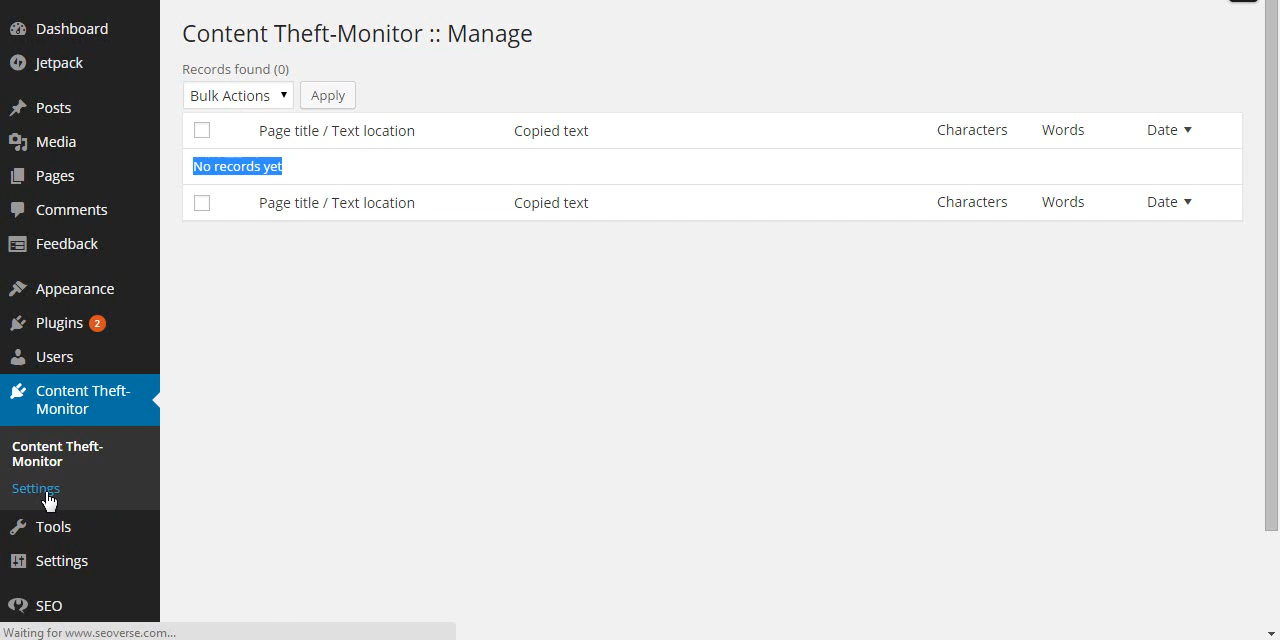 Dashboard
Jetpack
Posts
Media
Pages
Comments
Feedback
Appearance
Plugins 2
Users
Content Theft-
Monitor
Content Theft-
Monitor
Settings
Tools
Settings
SEO
Content Theft-Monitor :: Manage
Records found (0)
Bulk Actions Apply
Page title / Text location Copied text Characters Words Date
No records yet
Page title / Text location Copied text Characters Words Date
Waiting for www.seoverse.com...